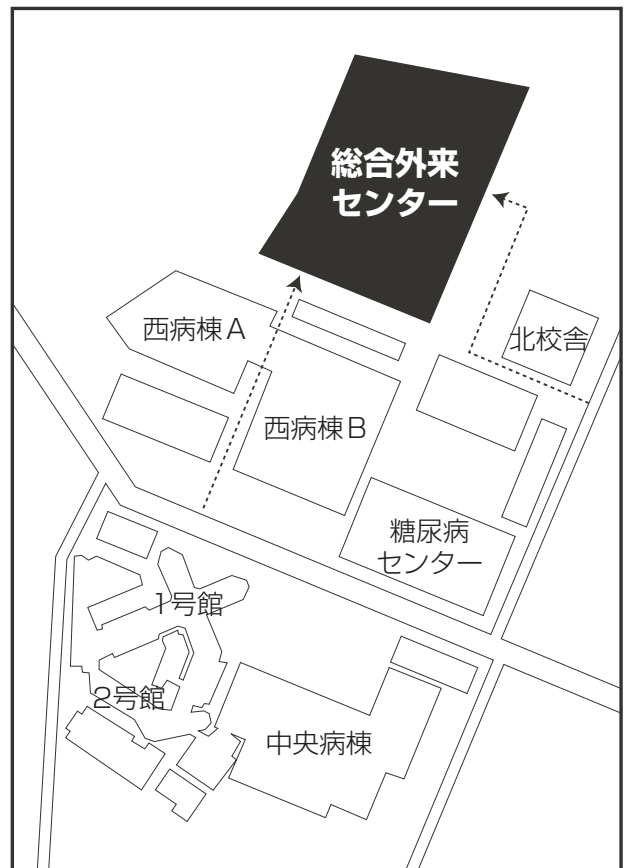 総合外来
センター
西病棟A
北校舎
西病棟B
糖尿病
センター
1号館
2号館
中央病棟